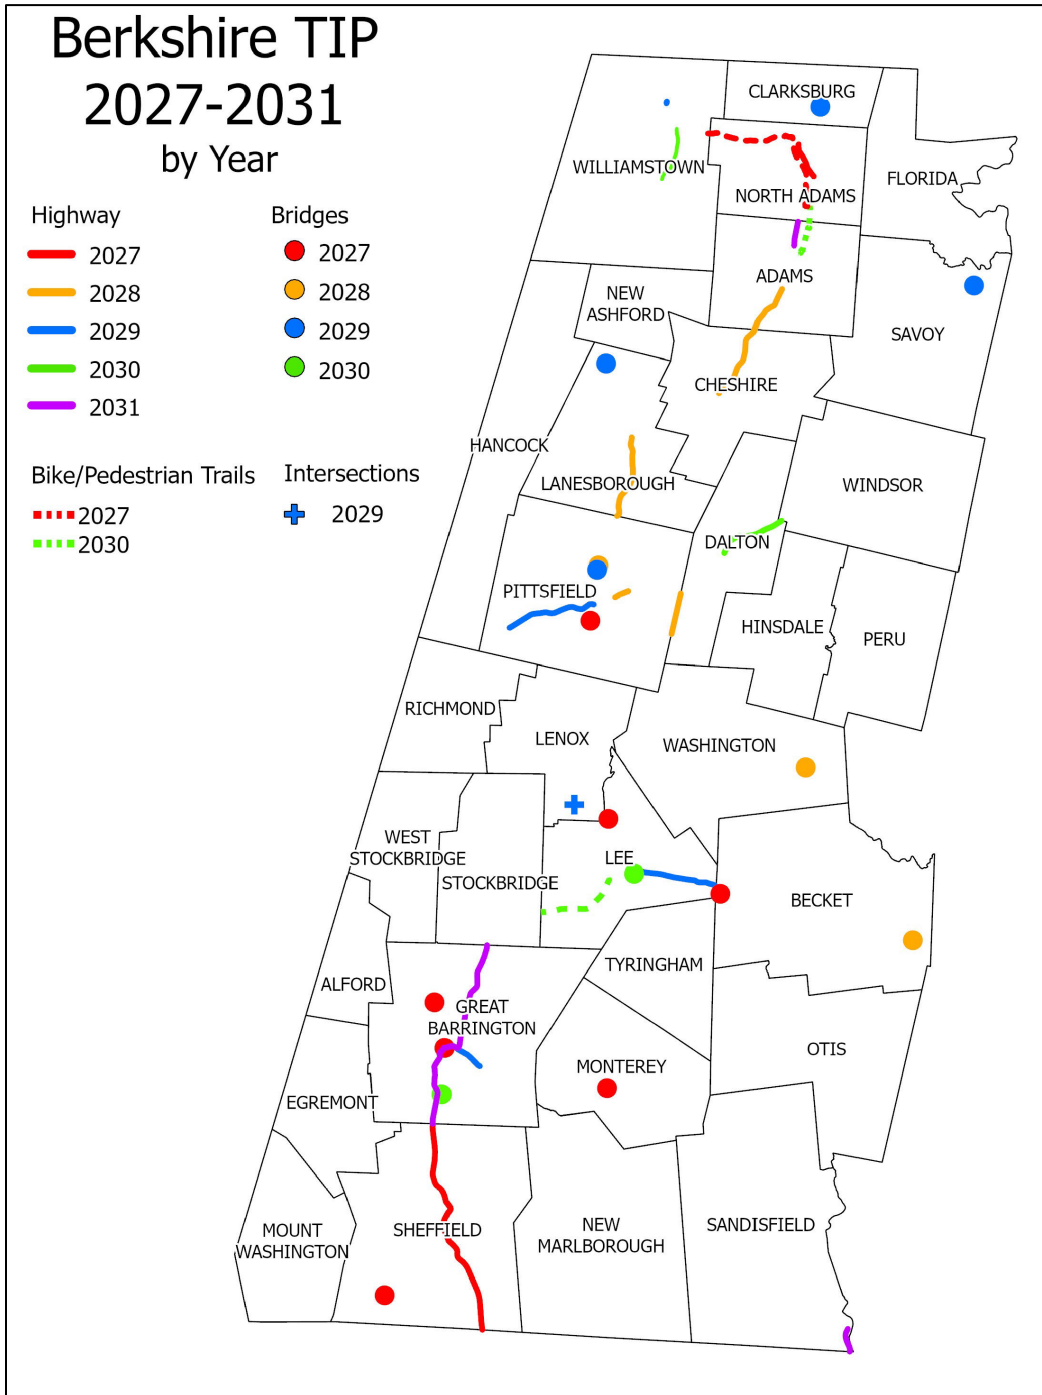 Berkshire TIP
2027-2031
by Year
Highway
2027
2028
2029
2030
2031
Bridges
2027
2028
2029
2030
Bike/Pedestrian Trails
2027
2030
Intersections
2029
CLARKSBURG
WILLIAMSTOWN
FLORIDA
NORTH ADAMS
ADAMS
NEW
ASHFORD
SAVOY
CHESHIRE
HANCOCK
LANESBOROUGH
WINDSOR
DALTON
PITTSFIELD
HINSDALE
PERU
RICHMOND
LENOX
WASHINGTON
WEST
STOCKBRIDGE
LEE
STOCKBRIDGE
BECKET
TYRINGHAM
ALFORD
GREAT
BARRINGTON
OTIS
MONTEREY
EGREMONT
MOUNT
WASHINGTON
SHEFFIELD
NEW
MARLBOROUGH
SANDISFIELD